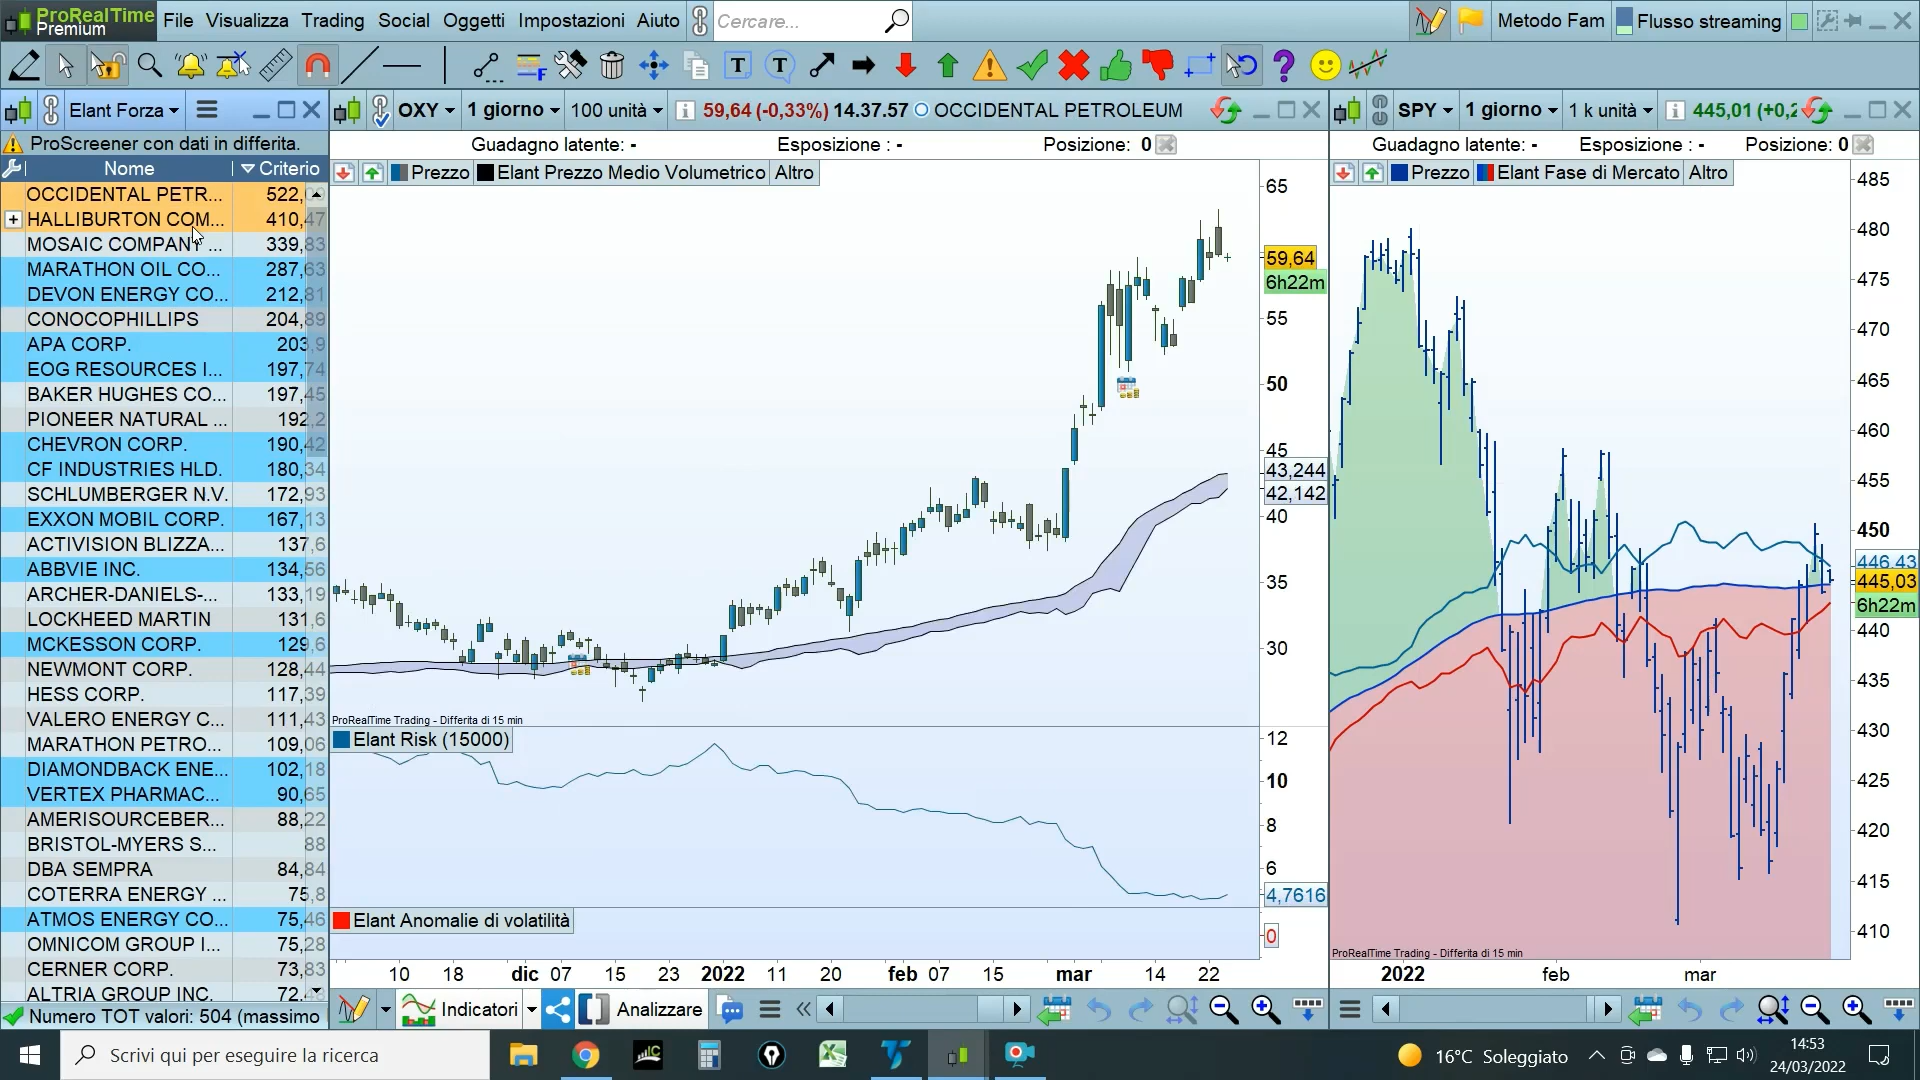 ProRealTime
Premium
File Visualizza Trading Social Oggetti Impostazioni Aiuto
Cercare...
Metodo Fam
Flusso streaming
Elant Forza
OXY 1 giorno 100 unità 59,64 (-0,33%) 14.37.57 OCCIDENTAL PETROLEUM
SPY 1 giorno 1 k unità 445,01 (+0,2
ProScreener con dati in differita.
Guadagno latente: - Esposizione : - Posizione: 0
Guadagno latente: - Esposizione : - Posizione: 0
Nome Criterio
Prezzo Elant Prezzo Medio Volumetrico Altro
Prezzo Elant Fase di Mercato Altro
OCCIDENTAL PETR... 522,
HALLIBURTON COM... 410,47
MOSAIC COMPANY ... 339,83
MARATHON OIL CO... 287,63
DEVON ENERGY CO... 212,81
CONOCOPHILLIPS 204,89
APA CORP. 203,9
EOG RESOURCES I... 197,74
BAKER HUGHES CO... 197,45
PIONEER NATURAL ... 192,2
CHEVRON CORP. 190,42
CF INDUSTRIES HLD. 180,34
SCHLUMBERGER N.V. 172,93
EXXON MOBIL CORP. 167,13
ACTIVISION BLIZZA... 137,6
ABBVIE INC. 134,56
ARCHER-DANIELS-... 133,19
LOCKHEED MARTIN 131,6
MCKESSON CORP. 129,6
NEWMONT CORP. 128,44
HESS CORP. 117,39
VALERO ENERGY C... 111,43
MARATHON PETRO... 109,06
DIAMONDBACK ENE... 102,18
VERTEX PHARMAC... 90,65
AMERISOURCEBER... 88,22
BRISTOL-MYERS S... 88
DBA SEMPRA 84,84
COTERRA ENERGY ... 75,8
ATMOS ENERGY CO... 75,46
OMNICOM GROUP I... 75,28
CERNER CORP. 73,83
ALTRIA GROUP INC. 72,
Numero TOT valori: 504 (massimo
65
59,64
6h22m
55
50
45
43,244
42,142
40
35
30
ProRealTime Trading - Differita di 15 min
Elant Risk (15000)
12
10
8
6
4,7616
Elant Anomalie di volatilità
0
10 18 dic 07 15 23 2022 11 20 feb 07 15 mar 14 22
485
480
475
470
465
460
455
450
446,43
445,03
6h22m
440
435
430
425
420
415
410
ProRealTime Trading - Differita di 15 min
2022 feb mar
Indicatori
Analizzare
Scrivi qui per eseguire la ricerca
16°C Soleggiato
14:53
24/03/2022